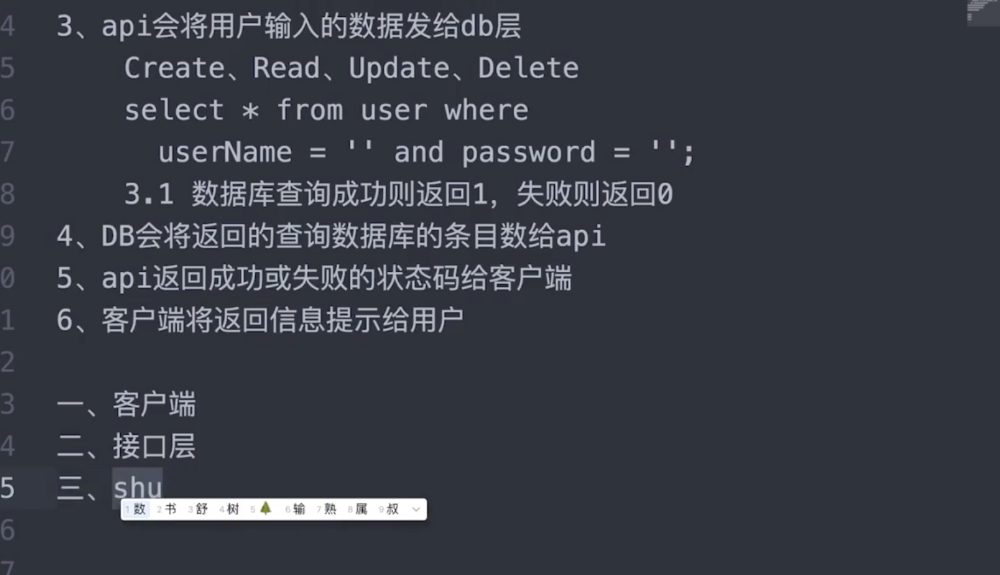 4 3、api会将用户输入的数据发给db层
5 Create、Read、Update、Delete
6 select * from user where
7 userName = '' and password = '';
8 3.1 数据库查询成功则返回1，失败则返回0
9 4、DB会将返回的查询数据库的条目数给api
0 5、api返回成功或失败的状态码给客户端
1 6、客户端将返回信息提示给用户
2
3 一、客户端
4 二、接口层
5 三、shu
1 数 2 书 3 舒 4 树 5 🌲 6 输 7 熟 8 属 9 叔
6
7